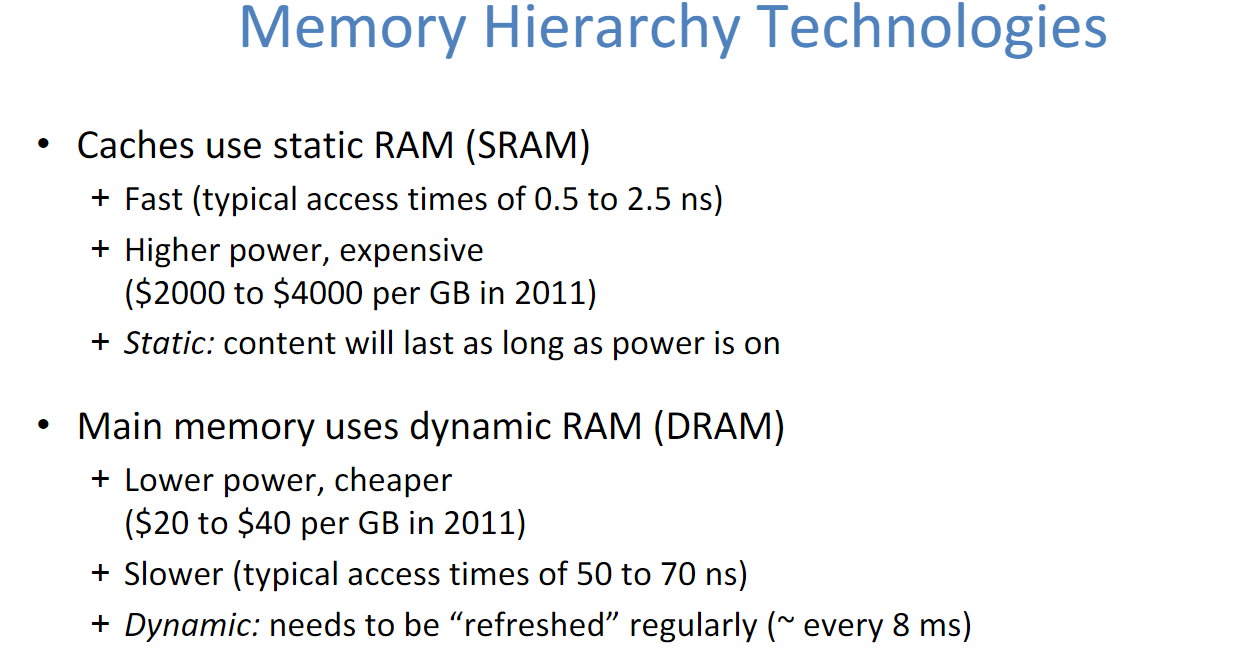 Memory Hierarchy Technologies
• Caches use static RAM (SRAM)
+ Fast (typical access times of 0.5 to 2.5 ns)
+ Higher power, expensive
($2000 to $4000 per GB in 2011)
+ Static: content will last as long as power is on
• Main memory uses dynamic RAM (DRAM)
+ Lower power, cheaper
($20 to $40 per GB in 2011)
+ Slower (typical access times of 50 to 70 ns)
+ Dynamic: needs to be “refreshed” regularly (~ every 8 ms)